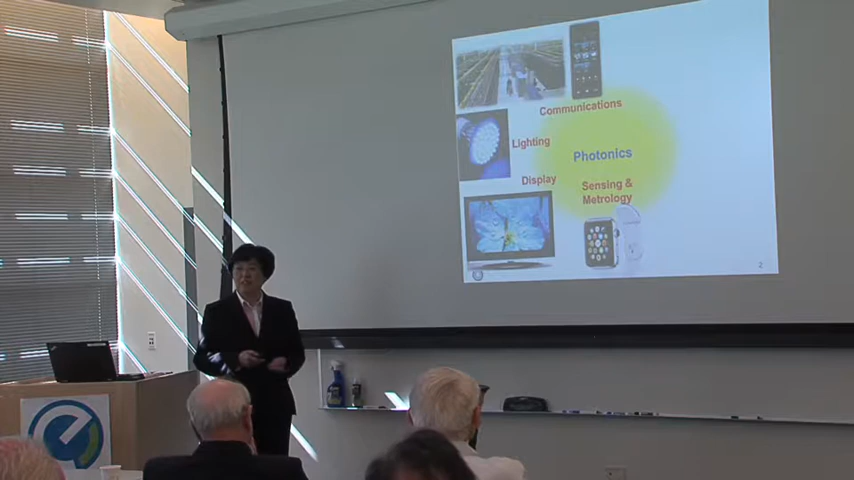 Communications
Lighting
Photonics
Display
Sensing &
Metrology
2
e